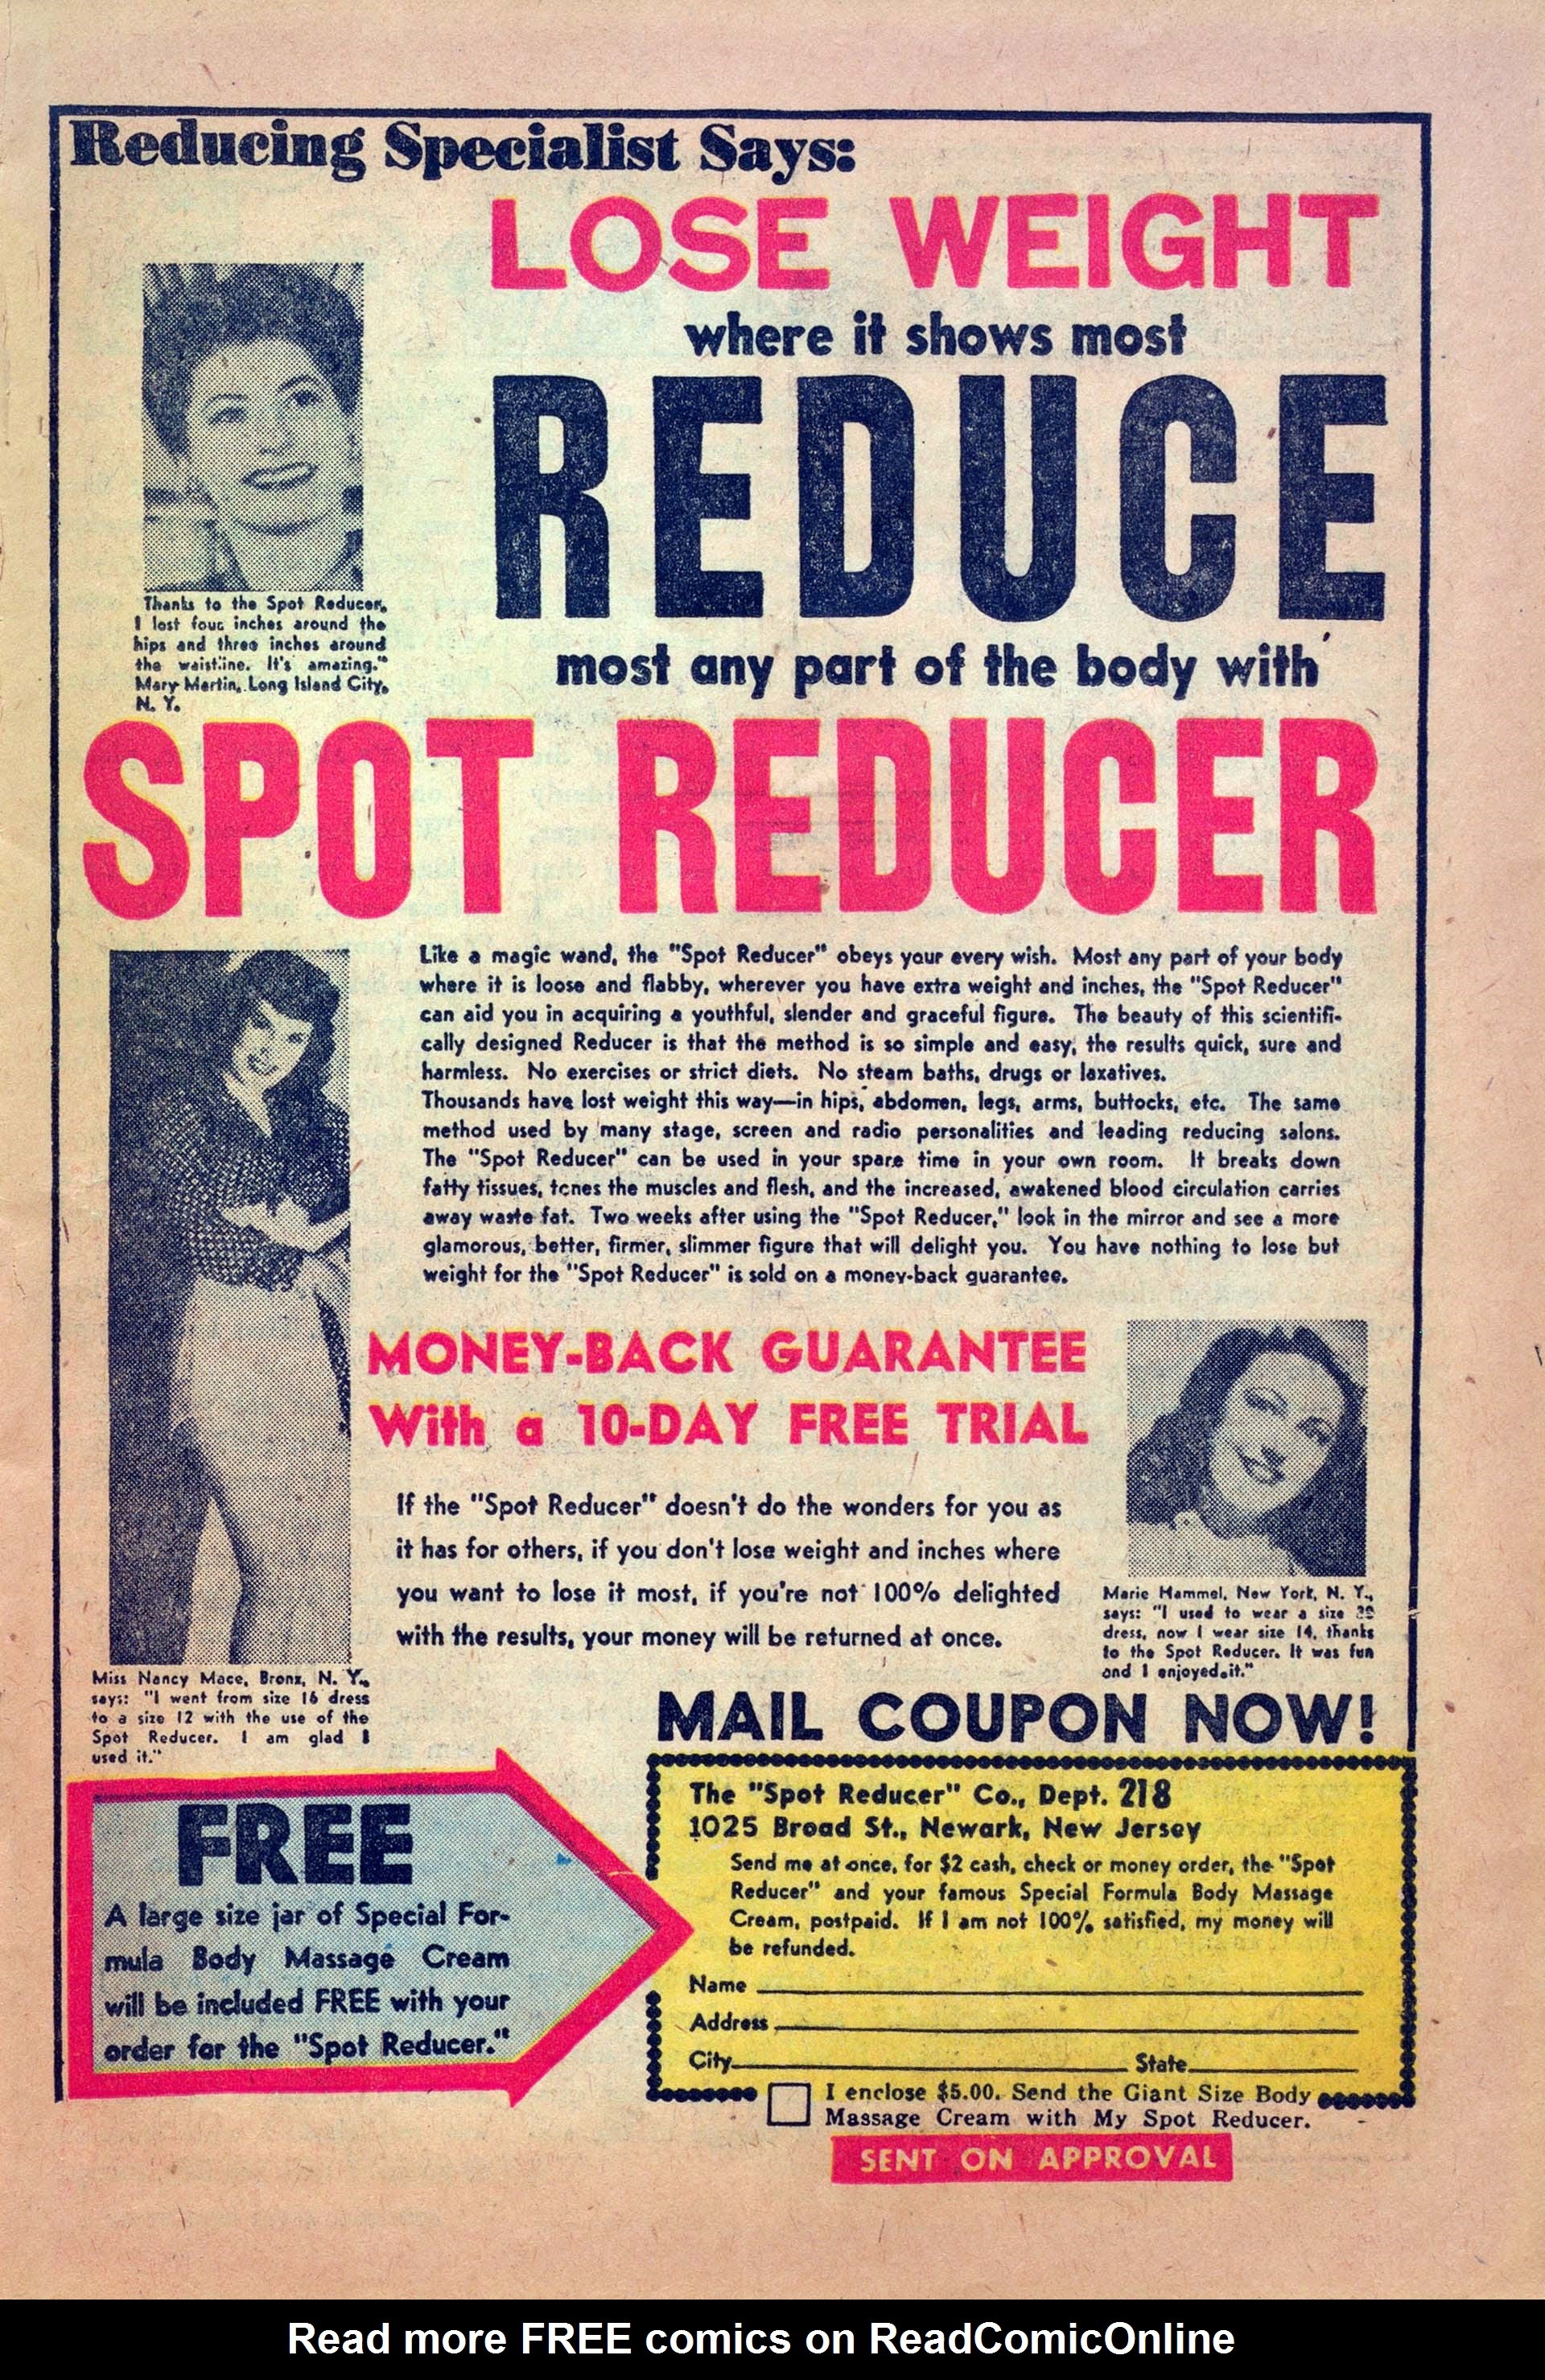 Reducing Specialist Says:
LOSE WEIGHT
where it shows most
REDUCE
most any part of the body with
Thanks to the Spot Reducer,
I lost four inches around the
hips and three inches around
the waistline. It's amazing."
Mary Martin, Long Island City,
N. Y.
SPOT REDUCER
Like a magic wand, the "Spot Reducer" obeys your every wish. Most any part of your body
where it is loose and flabby, wherever you have extra weight and inches, the "Spot Reducer"
can aid you in acquiring a youthful, slender and graceful figure. The beauty of this scientifi-
cally designed Reducer is that the method is so simple and easy, the results quick, sure and
harmless. No exercises or strict diets. No steam baths, drugs or laxatives.
Thousands have lost weight this way—in hips, abdomen, legs, arms, buttocks, etc. The same
method used by many stage, screen and radio personalities and leading reducing salons.
The "Spot Reducer" can be used in your spare time in your own room. It breaks down
fatty tissues, tones the muscles and flesh, and the increased, awakened blood circulation carries
away waste fat. Two weeks after using the "Spot Reducer," look in the mirror and see a more
glamorous, better, firmer, slimmer figure that will delight you. You have nothing to lose but
weight for the "Spot Reducer" is sold on a money-back guarantee.
MONEY-BACK GUARANTEE
With a 10-DAY FREE TRIAL
If the "Spot Reducer" doesn't do the wonders for you as
it has for others, if you don't lose weight and inches where
you want to lose it most, if you're not 100% delighted
with the results, your money will be returned at once.
Marie Hammel, New York, N. Y.,
says: "I used to wear a size 20
dress, now I wear size 14, thanks
to the Spot Reducer. It was fun
and I enjoyed it."
Miss Nancy Mace, Bronx, N. Y.,
says: "I went from size 16 dress
to a size 12 with the use of the
Spot Reducer. I am glad I
used it."
MAIL COUPON NOW!
FREE
A large size jar of Special For-
mula Body Massage Cream
will be included FREE with your
order for the "Spot Reducer."
The "Spot Reducer" Co., Dept. 218
1025 Broad St., Newark, New Jersey
Send me at once, for $2 cash, check or money order, the "Spot
Reducer" and your famous Special Formula Body Massage
Cream, postpaid. If I am not 100% satisfied, my money will
be refunded.
Name
Address
City State
I enclose $5.00. Send the Giant Size Body
Massage Cream with My Spot Reducer.
SENT ON APPROVAL
Read more FREE comics on ReadComicOnline